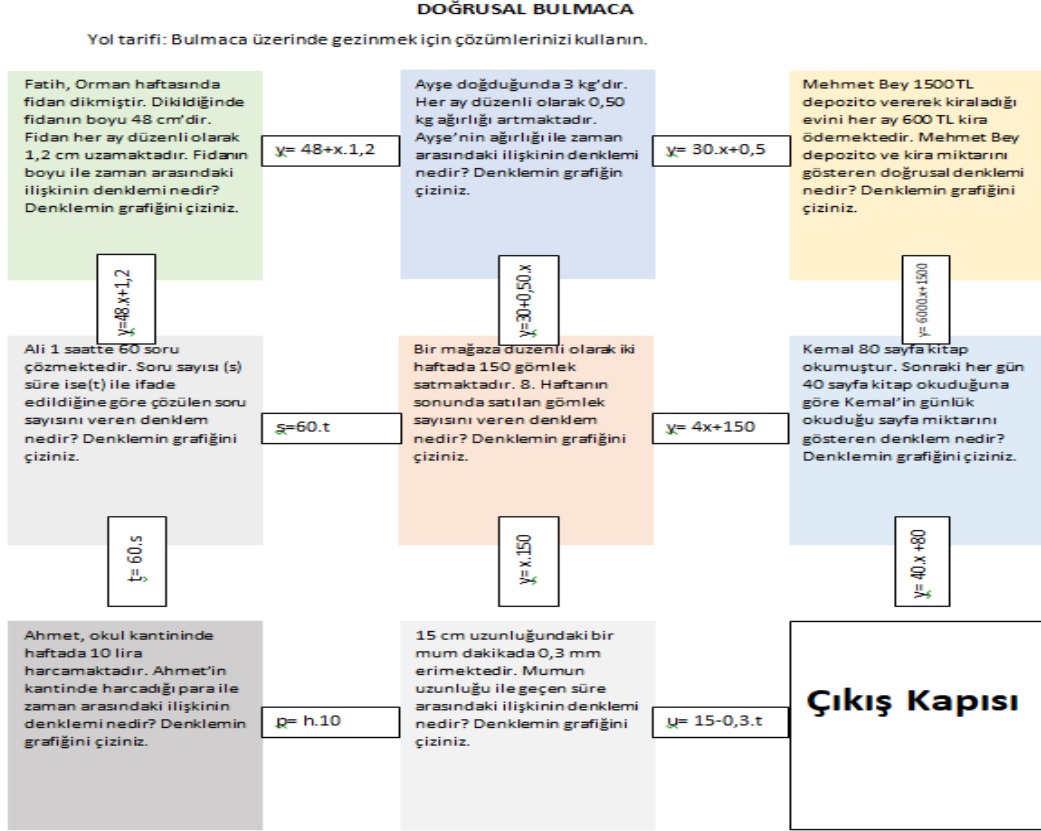 DOĞRUSAL BULMACA
Yol tarifi: Bulmaca üzerinde gezinmek için çözümlerinizi kullanın.
Fatih, Orman haftasında
fidan dikmiştir. Dikildiğinde
fidanın boyu 48 cm’dir.
Fidan her ay düzenli olarak
1,2 cm uzamaktadır. Fidanın
boyu ile zaman arasındaki
ilişkinin denklemi nedir?
Denklemin grafiğini çiziniz.
y= 48+x.1,2
Ayşe doğduğunda 3 kg’dır.
Her ay düzenli olarak 0,50
kg ağırlığı artmaktadır.
Ayşe’nin ağırlığı ile zaman
arasındaki ilişkinin denklemi
nedir? Denklemin grafiğin
çiziniz.
y= 30.x+0,5
Mehmet Bey 1500 TL
depozito vererek kiraladığı
evini her ay 600 TL kira
ödemektedir. Mehmet Bey
depozito ve kira miktarını
gösteren doğrusal denklemi
nedir? Denklemin grafiğini
çiziniz.
y=48.x+1,2
y=30+0,50.x
y= 6000.x+1500
Ali 1 saatte 60 soru
çözmektedir. Soru sayısı (s)
süre ise(t) ile ifade
edildiğine göre çözülen soru
sayısını veren denklem
nedir? Denklemin grafiğini
çiziniz.
s=60.t
Bir mağaza düzenli olarak iki
haftada 150 gömlek
satmaktadır. 8. Haftanın
sonunda satılan gömlek
sayısını veren denklem
nedir? Denklemin grafiğini
çiziniz.
y= 4x+150
Kemal 80 sayfa kitap
okumuştur. Sonraki her gün
40 sayfa kitap okuduğuna
göre Kemal’in günlük
okuduğu sayfa miktarını
gösteren denklem nedir?
Denklemin grafiğini çiziniz.
t= 60.s
y= x.150
y= 40.x +80
Ahmet, okul kantininde
haftada 10 lira
harcamaktadır. Ahmet’in
kantinde harcadığı para ile
zaman arasındaki ilişkinin
denklemi nedir? Denklemin
grafiğini çiziniz.
p= h.10
15 cm uzunluğundaki bir
mum dakikada 0,3 mm
erimektedir. Mumun
uzunluğu ile geçen süre
arasındaki ilişkinin denklemi
nedir? Denklemin grafiğini
çiziniz.
u= 15-0,3.t
Çıkış Kapısı